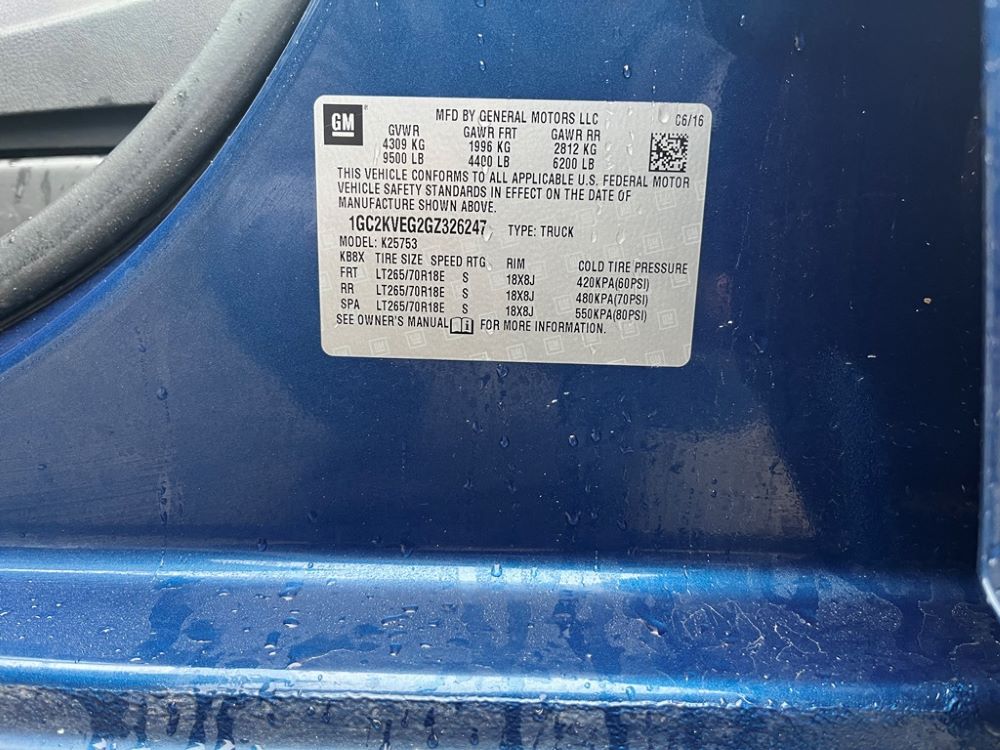 GM
MFD BY GENERAL MOTORS LLC 06/16
GVWR GAWR FRT GAWR RR
4309 KG 1996 KG 2812 KG
9500 LB 4400 LB 6200 LB
THIS VEHICLE CONFORMS TO ALL APPLICABLE U.S. FEDERAL MOTOR
VEHICLE SAFETY STANDARDS IN EFFECT ON THE DATE OF
MANUFACTURE SHOWN ABOVE.
1GC2KVEG2GZ326247 TYPE: TRUCK
MODEL: K25753
KB8X TIRE SIZE SPEED RTG RIM COLD TIRE PRESSURE
FRT LT265/70R18E S 18X8J 420KPA(60PSI)
RR LT265/70R18E S 18X8J 480KPA(70PSI)
SPA LT265/70R18E S 18X8J 550KPA(80PSI)
SEE OWNER'S MANUAL i FOR MORE INFORMATION.